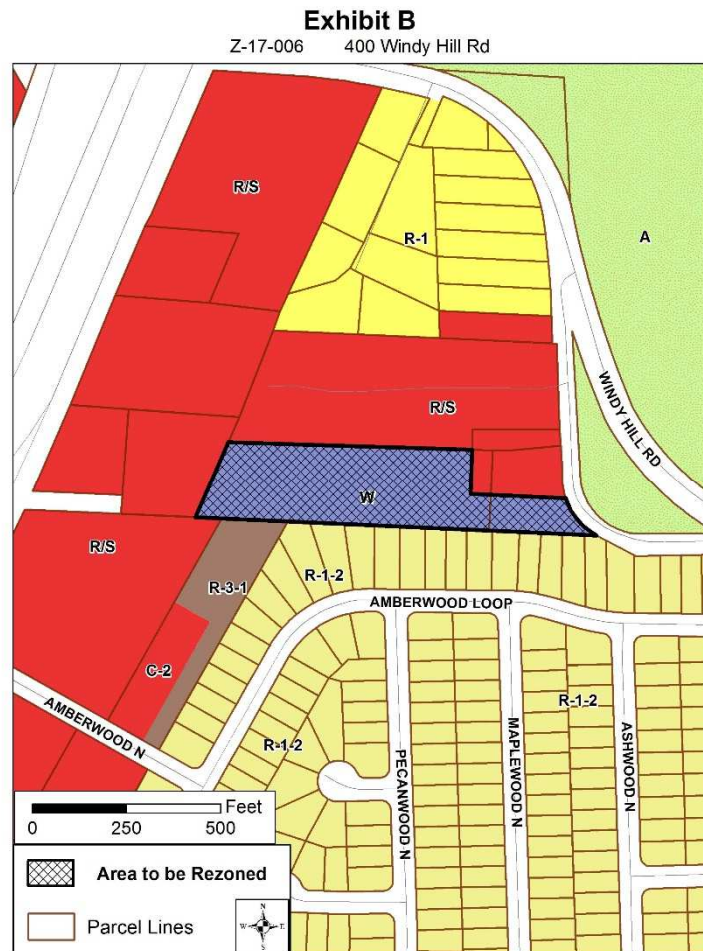 Exhibit B
Z-17-006 400 Windy Hill Rd
R/S
R-1
A
WINDY HILL RD
R/S
W
R/S
R-3-1
R-1-2
AMBERWOOD LOOP
C-2
AMBERWOOD N
R-1-2
R-1-2
PECANWOOD N
MAPLEWOOD N
ASHWOOD N
Feet
0 250 500
Area to be Rezoned
Parcel Lines
N
W E
S